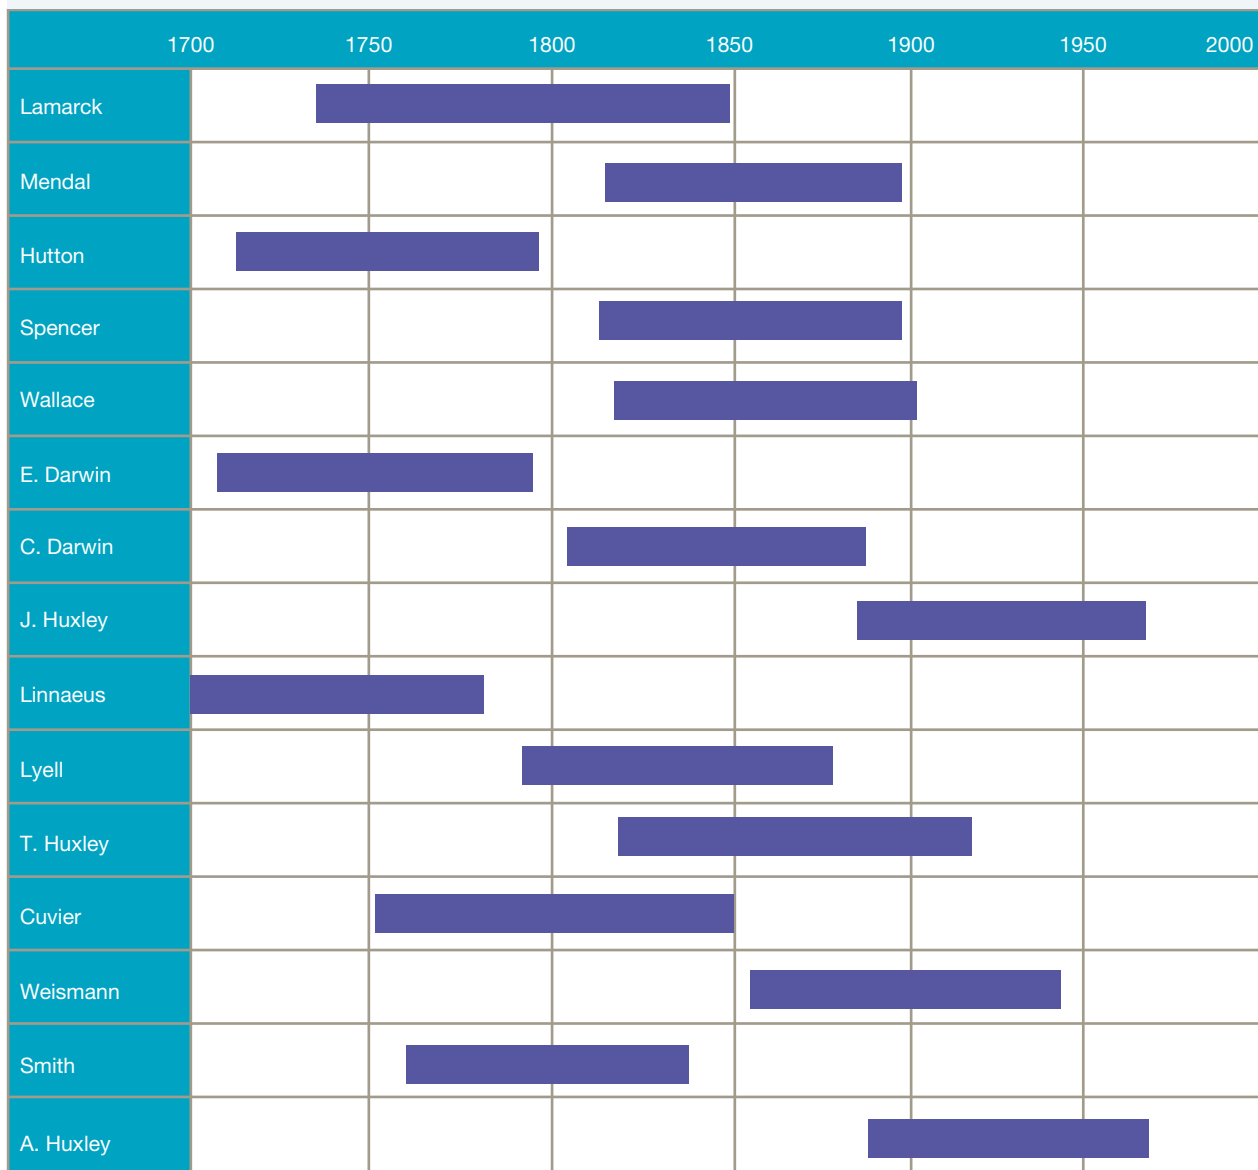 1700 1750 1800 1850 1900 1950 2000
Lamarck
Mendal
Hutton
Spencer
Wallace
E. Darwin
C. Darwin
J. Huxley
Linnaeus
Lyell
T. Huxley
Cuvier
Weismann
Smith
A. Huxley